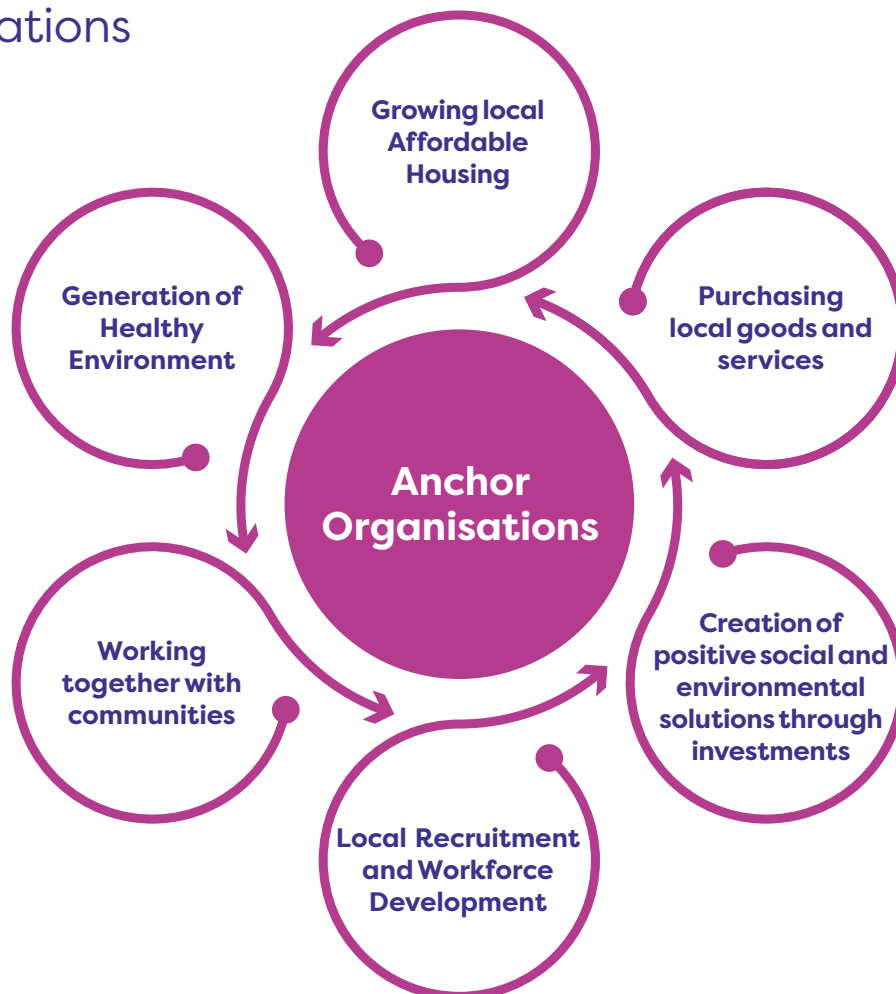 Growing local
Affordable
Housing
Generation of
Healthy
Environment
Purchasing
local goods and
services
Anchor
Organisations
Working
together with
communities
Creation of
positive social and
environmental
solutions through
investments
Local Recruitment
and Workforce
Development